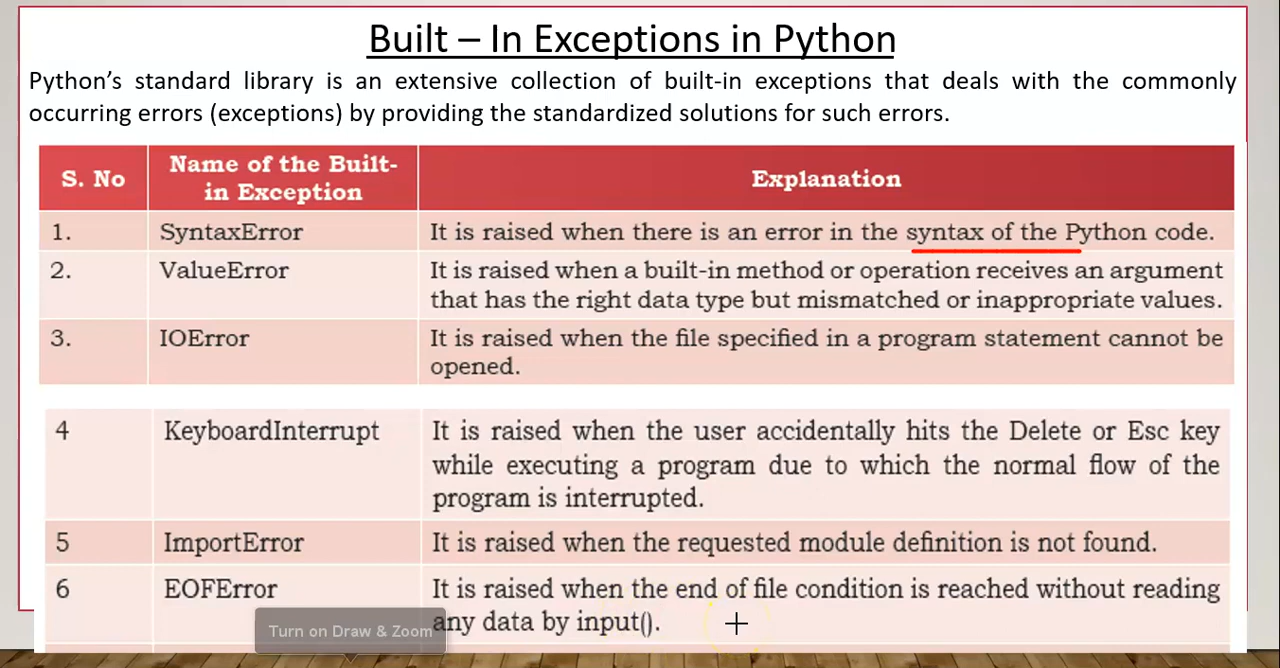 Built – In Exceptions in Python
Python’s standard library is an extensive collection of built-in exceptions that deals with the commonly
occurring errors (exceptions) by providing the standardized solutions for such errors.
S. No
Name of the Built-
in Exception
Explanation
1.
SyntaxError
It is raised when there is an error in the syntax of the Python code.
2.
ValueError
It is raised when a built-in method or operation receives an argument
that has the right data type but mismatched or inappropriate values.
3.
IOError
It is raised when the file specified in a program statement cannot be
opened.
4
KeyboardInterrupt
It is raised when the user accidentally hits the Delete or Esc key
while executing a program due to which the normal flow of the
program is interrupted.
5
ImportError
It is raised when the requested module definition is not found.
6
EOFError
It is raised when the end of file condition is reached without reading
any data by input().
Turn on Draw & Zoom